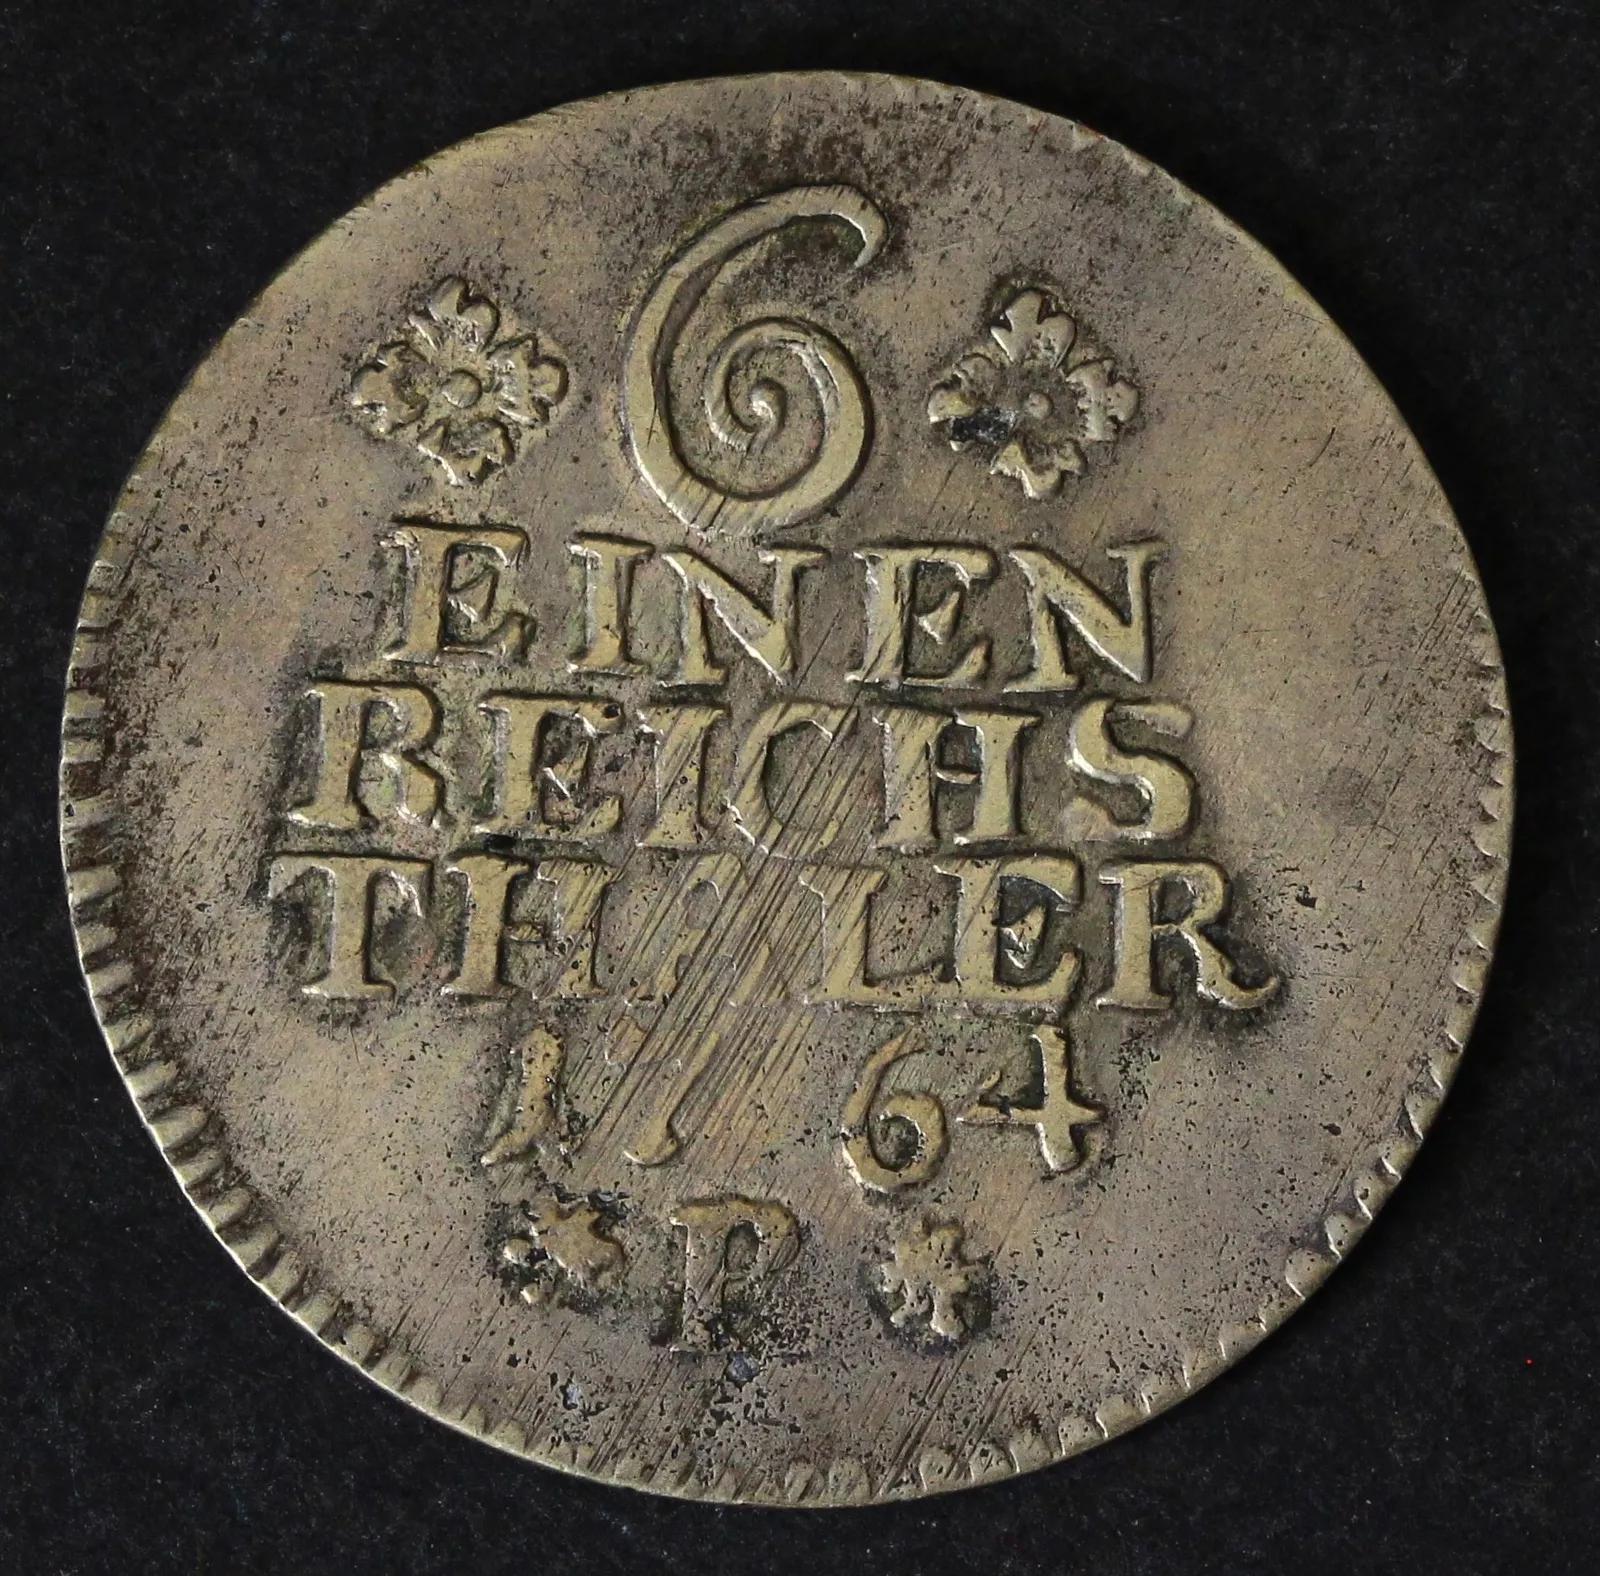 6
EINEN
REICHS
THALER
1764
P